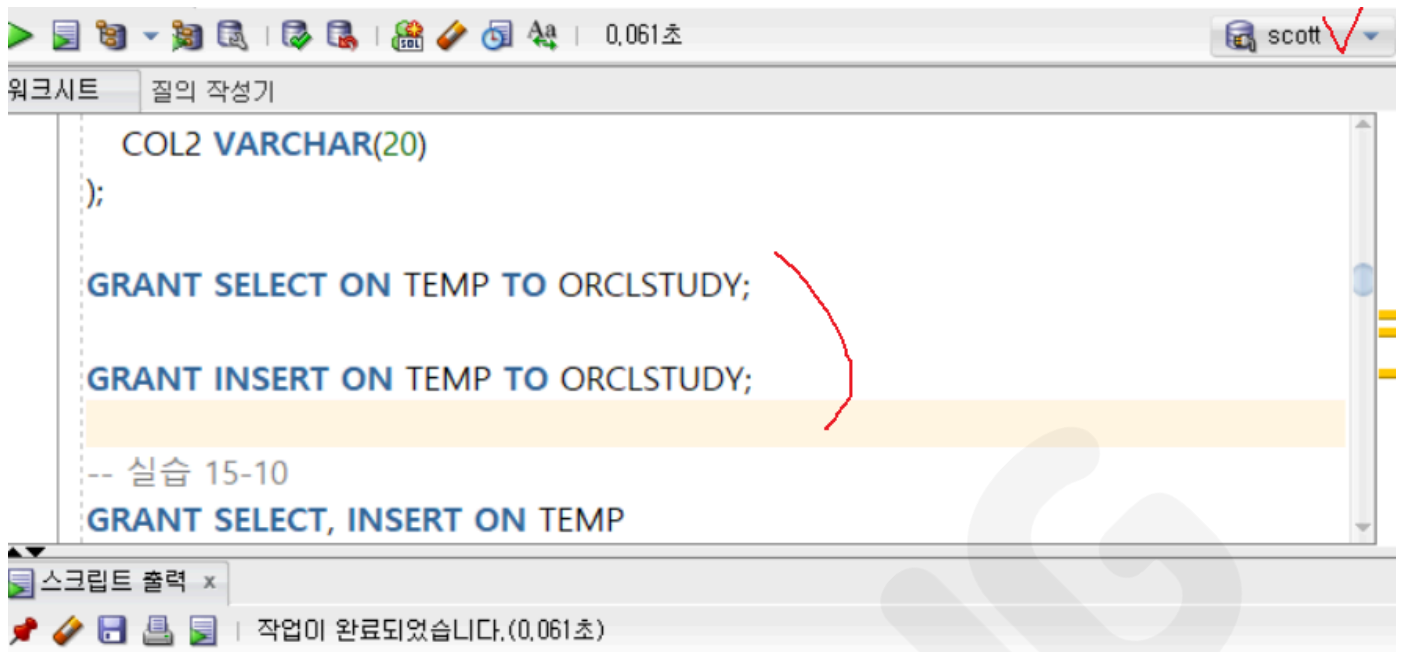 0,061초
scott
워크시트
질의 작성기
COL2 VARCHAR(20)
);
GRANT SELECT ON TEMP TO ORCLSTUDY;
GRANT INSERT ON TEMP TO ORCLSTUDY;
-- 실습 15-10
GRANT SELECT, INSERT ON TEMP
스크립트 출력 x
작업이 완료되었습니다.(0,061초)